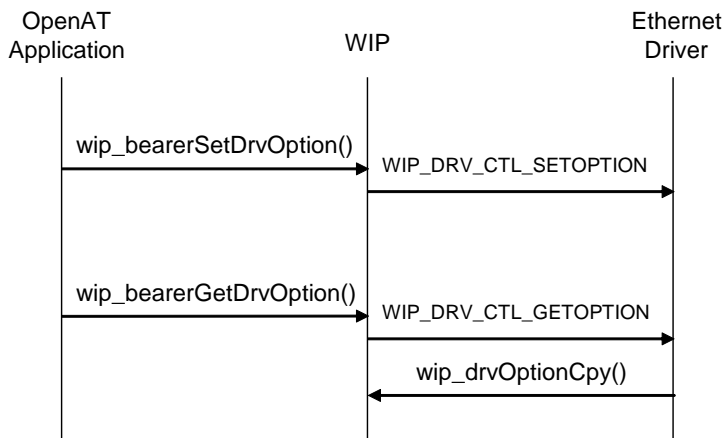 OpenAT
Application
WIP
Ethernet
Driver
wip_bearerSetDrvOption()
WIP_DRV_CTL_SETOPTION
wip_bearerGetDrvOption()
WIP_DRV_CTL_GETOPTION
wip_drvOptionCpy()